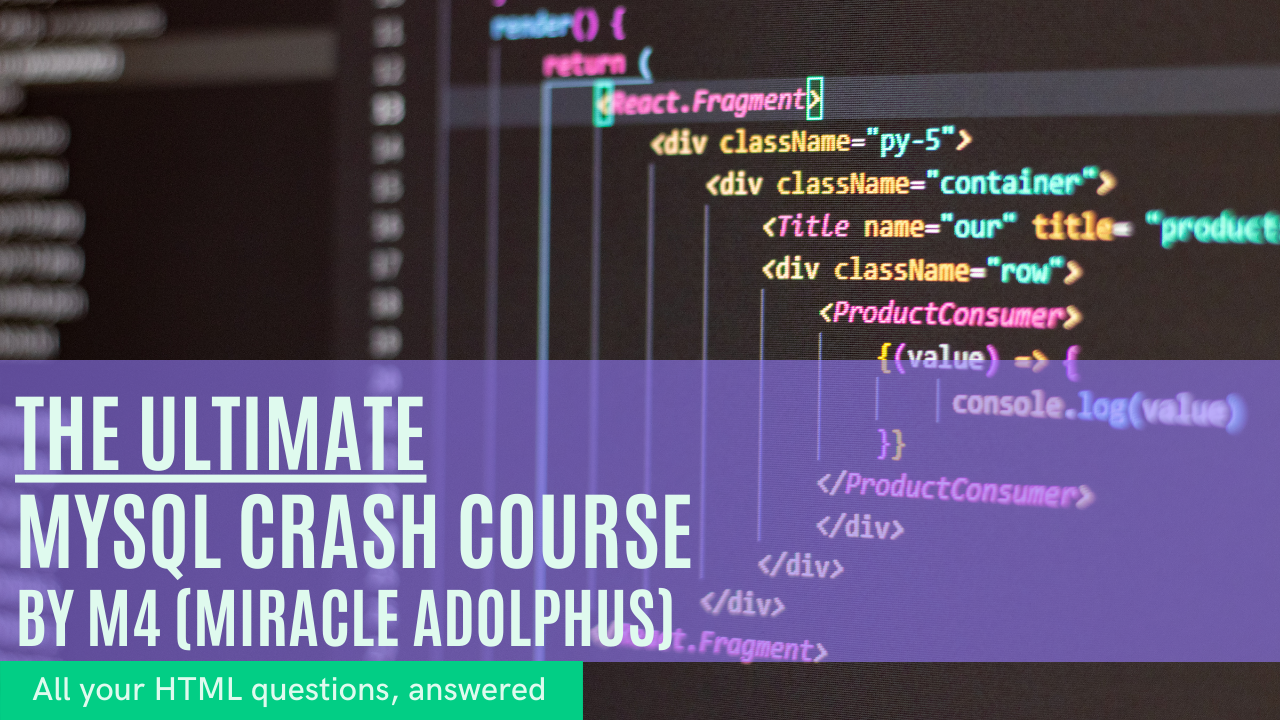 render() {
return (
<React.Fragment>
<div className="py-5">
<div className="container">
<Title name="our" title= "product
<div className="row">
<ProductConsumer>
{(value) => {
console.log(value)
}}
</ProductConsumer>
</div>
</div>
</div>
React.Fragment>
THE ULTIMATE
MYSQL CRASH COURSE
BY M4 (MIRACLE ADOLPHUS)
All your HTML questions, answered